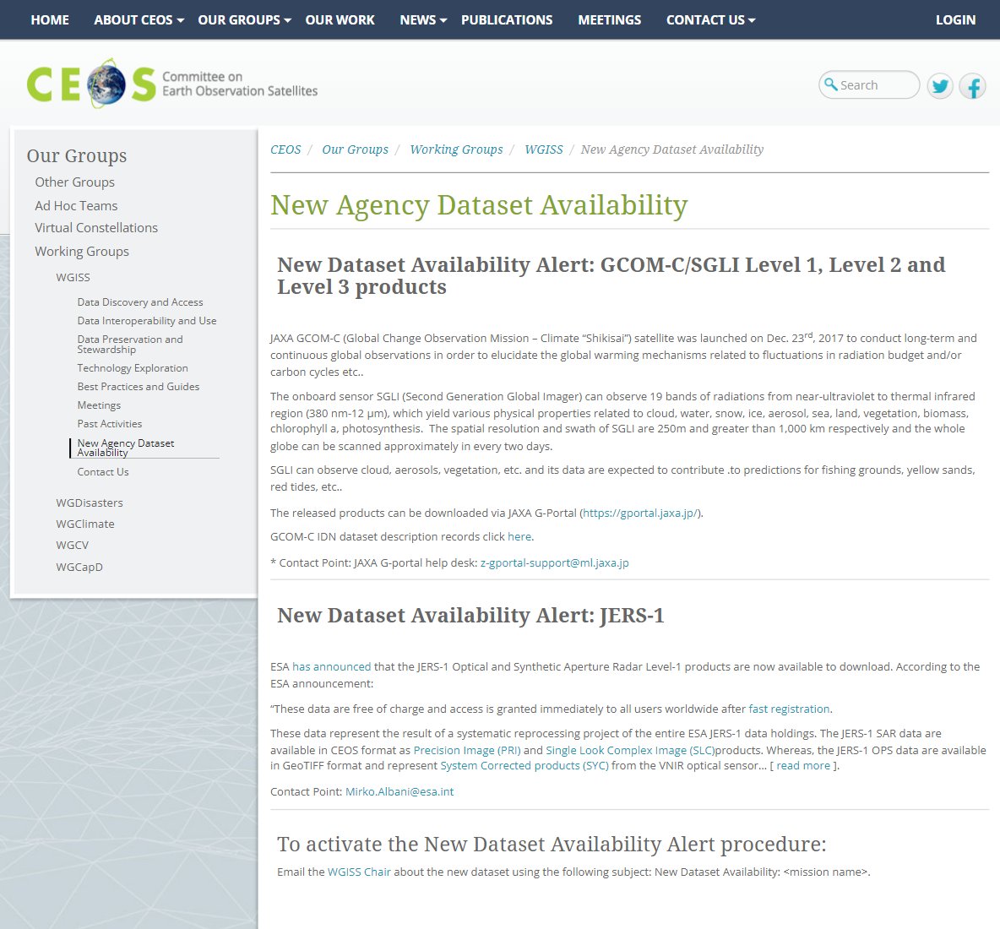 HOME ABOUT CEOS OUR GROUPS OUR WORK NEWS PUBLICATIONS MEETINGS CONTACT US LOGIN
CEOS Committee on
Earth Observation Satellites
Search
Our Groups
Other Groups
Ad Hoc Teams
Virtual Constellations
Working Groups
WGISS
Data Discovery and Access
Data Interoperability and Use
Data Preservation and
Stewardship
Technology Exploration
Best Practices and Guides
Meetings
Past Activities
New Agency Dataset
Availability
Contact Us
WGDisasters
WGClimate
WGCV
WGCapD
CEOS / Our Groups / Working Groups / WGISS / New Agency Dataset Availability
New Agency Dataset Availability
New Dataset Availability Alert: GCOM-C/SGLI Level 1, Level 2 and
Level 3 products
JAXA GCOM-C (Global Change Observation Mission – Climate “Shikisai”) satellite was launched on Dec. 23rd, 2017 to conduct long-term and
continuous global observations in order to elucidate the global warming mechanisms related to fluctuations in radiation budget and/or
carbon cycles etc..
The onboard sensor SGLI (Second Generation Global Imager) can observe 19 bands of radiations from near-ultraviolet to thermal infrared
region (380 nm-12 μm), which yield various physical properties related to cloud, water, snow, ice, aerosol, sea, land, vegetation, biomass,
chlorophyll a, photosynthesis.  The spatial resolution and swath of SGLI are 250m and greater than 1,000 km respectively and the whole
globe can be scanned approximately in every two days.
SGLI can observe cloud, aerosols, vegetation, etc. and its data are expected to contribute .to predictions for fishing grounds, yellow sands,
red tides, etc..
The released products can be downloaded via JAXA G-Portal (https://gportal.jaxa.jp/).
GCOM-C IDN dataset description records click here.
* Contact Point: JAXA G-portal help desk: z-gportal-support@ml.jaxa.jp
New Dataset Availability Alert: JERS-1
ESA has announced that the JERS-1 Optical and Synthetic Aperture Radar Level-1 products are now available to download. According to the
ESA announcement:
“These data are free of charge and access is granted immediately to all users worldwide after fast registration.
These data represent the result of a systematic reprocessing project of the entire ESA JERS-1 data holdings. The JERS-1 SAR data are
available in CEOS format as Precision Image (PRI) and Single Look Complex Image (SLC)products. Whereas, the JERS-1 OPS data are available
in GeoTIFF format and represent System Corrected products (SYC) from the VNIR optical sensor... [ read more ].
Contact Point: Mirko.Albani@esa.int
To activate the New Dataset Availability Alert procedure:
Email the WGISS Chair about the new dataset using the following subject: New Dataset Availability: <mission name>.